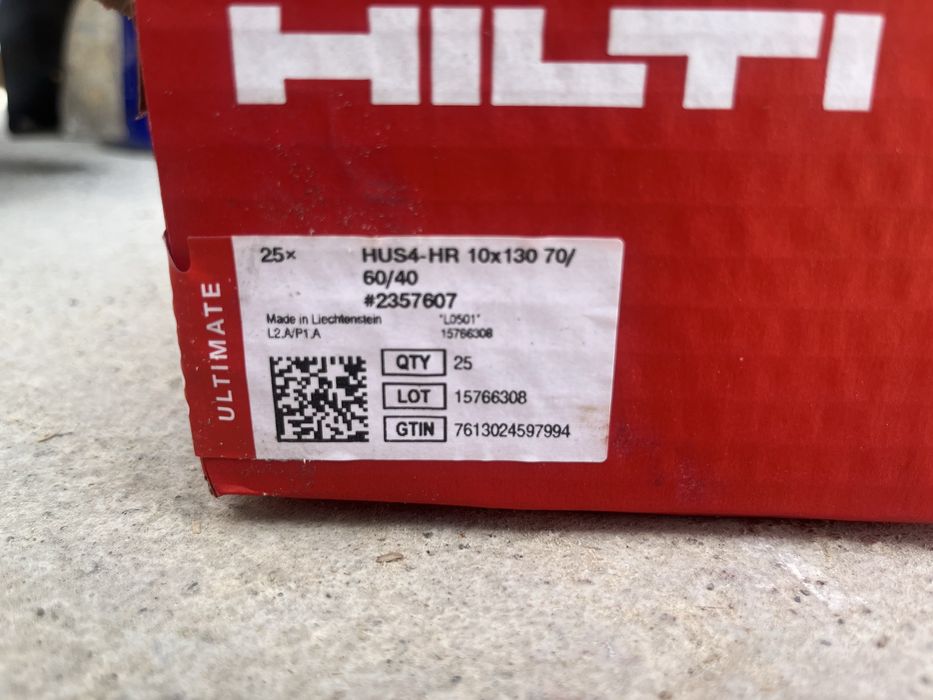 HILTI
ULTIMATE
25× HUS4-HR 10x130 70/
60/40
#2357607
Made in Liechtenstein "L0501"
L2.A/P1.A 15766308
QTY 25
LOT 15766308
GTIN 7613024597994